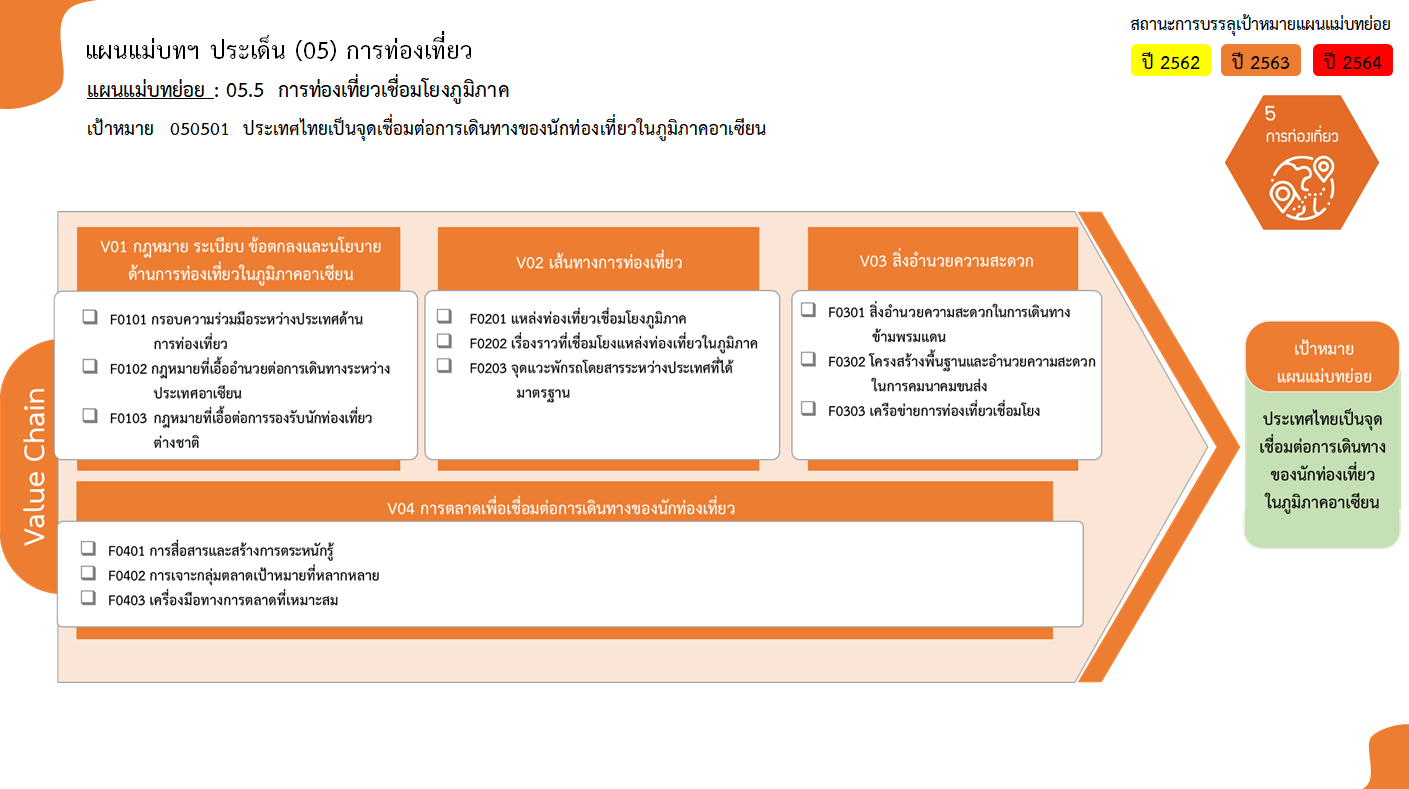 สถานะการบรรลุเป้าหมายแผนแม่บทย่อย
ปี 2562
ปี 2563
ปี 2564
แผนแม่บทฯ ประเด็น (05) การท่องเที่ยว
แผนแม่บทย่อย : 05.5 การท่องเที่ยวเชื่อมโยงภูมิภาค
เป้าหมาย 050501 ประเทศไทยเป็นจุดเชื่อมต่อการเดินทางของนักท่องเที่ยวในภูมิภาคอาเซียน
5
การท่องเที่ยว
Value Chain
V01 กฎหมาย ระเบียบ ข้อตกลงและนโยบาย
ด้านการท่องเที่ยวในภูมิภาคอาเซียน
F0101 กรอบความร่วมมือระหว่างประเทศด้าน
การท่องเที่ยว
F0102 กฎหมายที่เอื้ออำนวยต่อการเดินทางระหว่าง
ประเทศอาเซียน
F0103 กฎหมายที่เอื้อต่อการรองรับนักท่องเที่ยว
ต่างชาติ
V02 เส้นทางการท่องเที่ยว
F0201 แหล่งท่องเที่ยวเชื่อมโยงภูมิภาค
F0202 เรื่องราวที่เชื่อมโยงแหล่งท่องเที่ยวในภูมิภาค
F0203 จุดแวะพักรถโดยสารระหว่างประเทศที่ได้
มาตรฐาน
V03 สิ่งอำนวยความสะดวก
F0301 สิ่งอำนวยความสะดวกในการเดินทาง
ข้ามพรมแดน
F0302 โครงสร้างพื้นฐานและอำนวยความสะดวก
ในการคมนาคมขนส่ง
F0303 เครือข่ายการท่องเที่ยวเชื่อมโยง
V04 การตลาดเพื่อเชื่อมต่อการเดินทางของนักท่องเที่ยว
F0401 การสื่อสารและสร้างการตระหนักรู้
F0402 การเจาะกลุ่มตลาดเป้าหมายที่หลากหลาย
F0403 เครื่องมือทางการตลาดที่เหมาะสม
เป้าหมาย
แผนแม่บทย่อย
ประเทศไทยเป็นจุด
เชื่อมต่อการเดินทาง
ของนักท่องเที่ยว
ในภูมิภาคอาเซียน